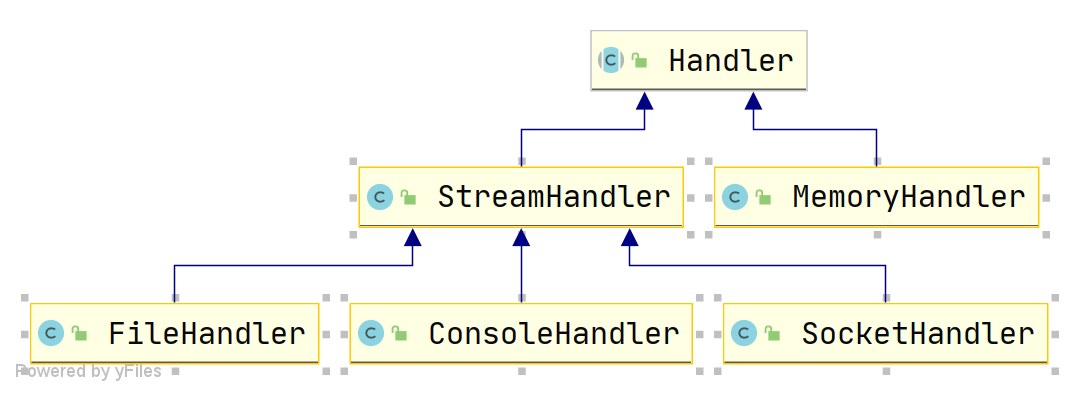 Handler
StreamHandler
MemoryHandler
FileHandler
ConsoleHandler
SocketHandler
Powered by yFiles